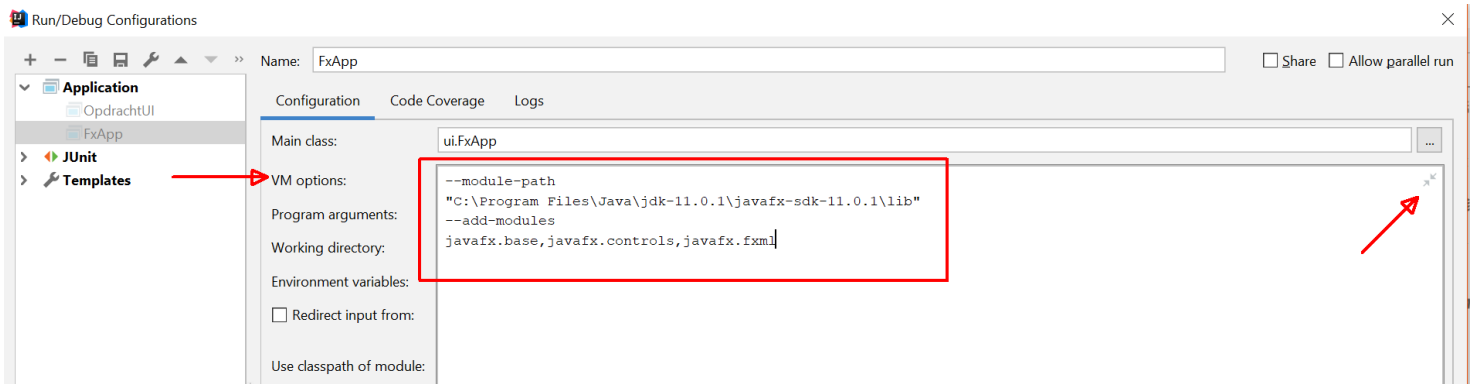 Run/Debug Configurations
Name: FxApp Share Allow parallel run
Application
OpdrachtUI
FxApp
JUnit
Templates
Configuration Code Coverage Logs
Main class: ui.FxApp ...
VM options:
--module-path
"C:\Program Files\Java\jdk-11.0.1\javafx-sdk-11.0.1\lib"
--add-modules
javafx.base,javafx.controls,javafx.fxml
Program arguments:
Working directory:
Environment variables:
Redirect input from:
Use classpath of module: